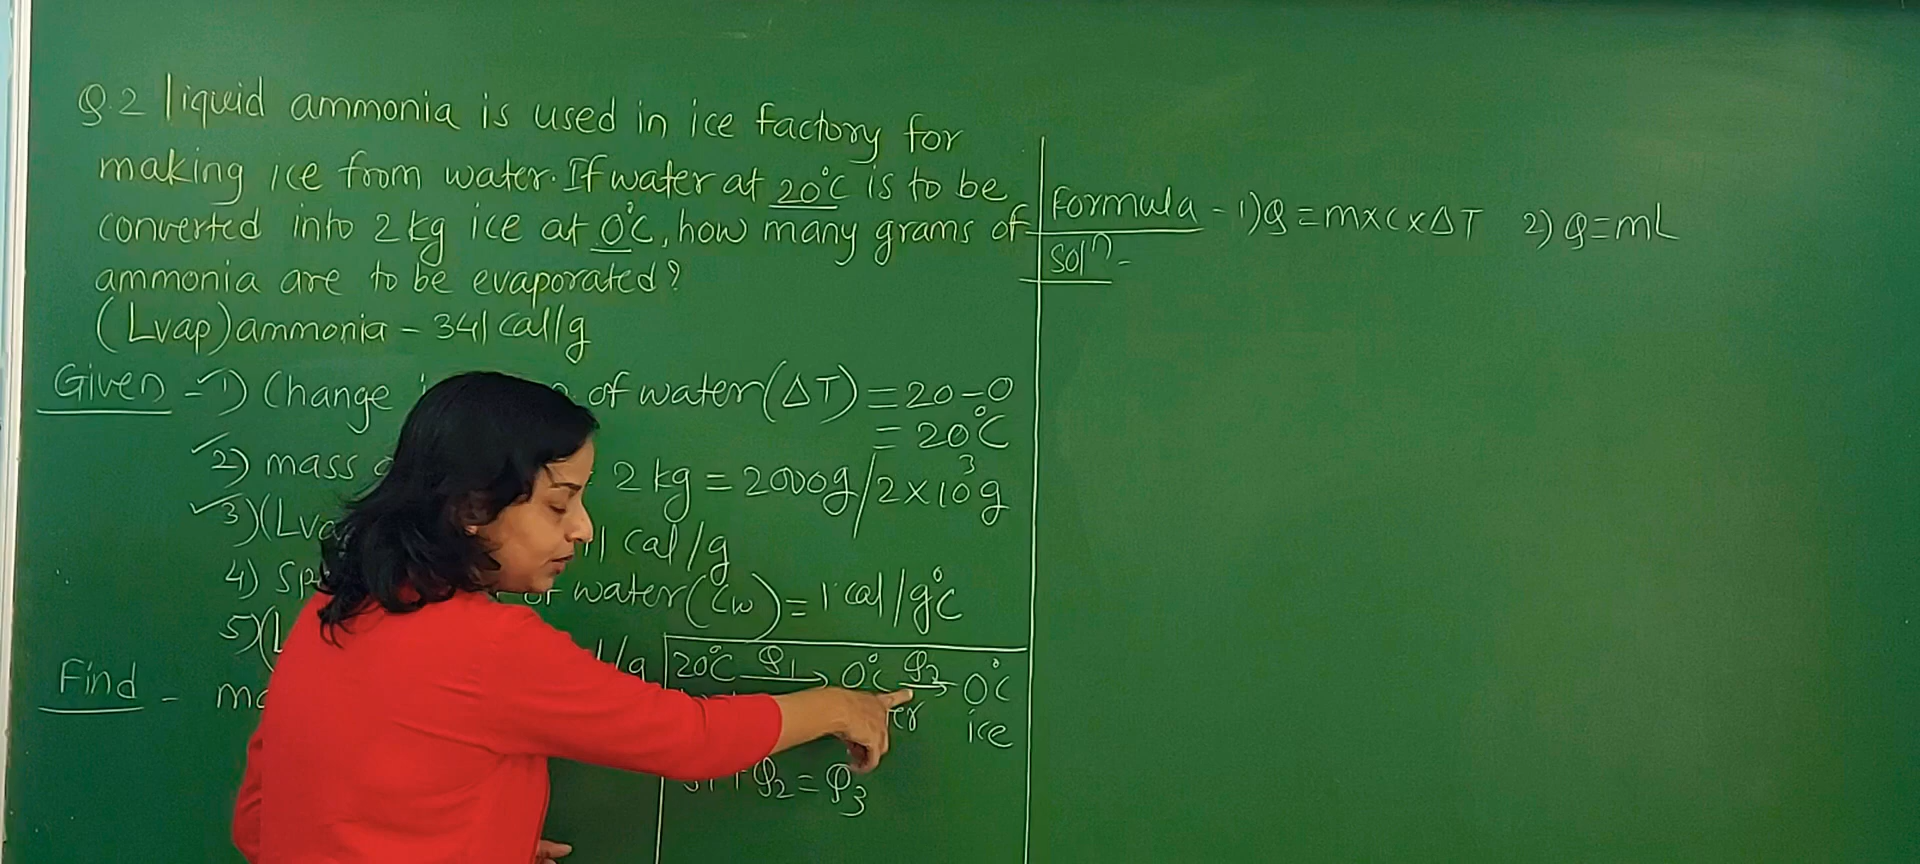 Q.2 liquid ammonia is used in ice factory for
making ice from water. If water at 20°C is to be
converted into 2 kg ice at 0°C, how many grams of
ammonia are to be evaporated?
(Lvap) ammonia - 341 cal/g
Given - 1) Change of water (ΔT) = 20-0
= 20°C
2) mass 2 kg = 2000g / 2×10³g
3) cal/g
4) of water (Cw) = 1 cal/g°C
5)
Find -
20°C Q1→ 0°C Q2→ 0°C
ice
Q2 = Q3
Formula - 1) Q = m×c×ΔT 2) Q = mL
Solⁿ -